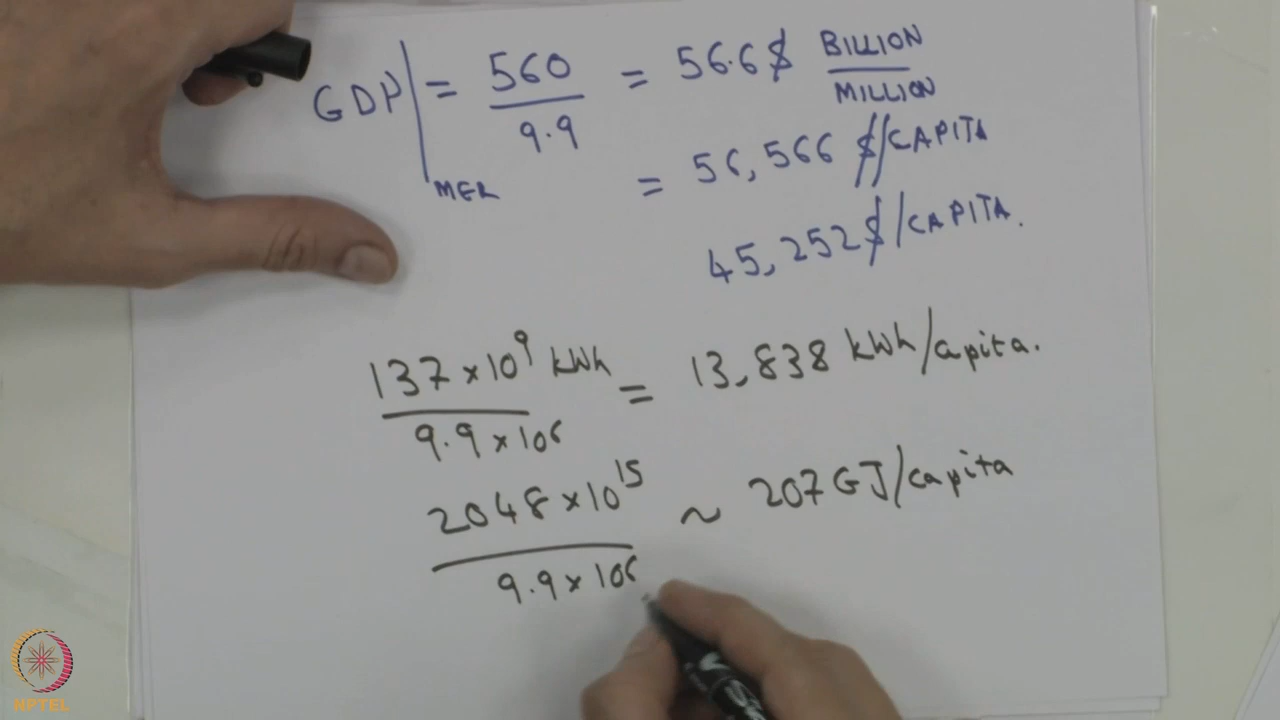 GDP| = 560 / 9.9 = 56.6 $ BILLION / MILLION
MER
= 56,566 $/CAPITA
45,252 $/CAPITA.
137×10⁹ kWh / 9.9×10⁶ = 13,838 kWh/capita.
2048×10¹⁵ / 9.9×10⁶ ~ 207 GJ/capita
NPTEL